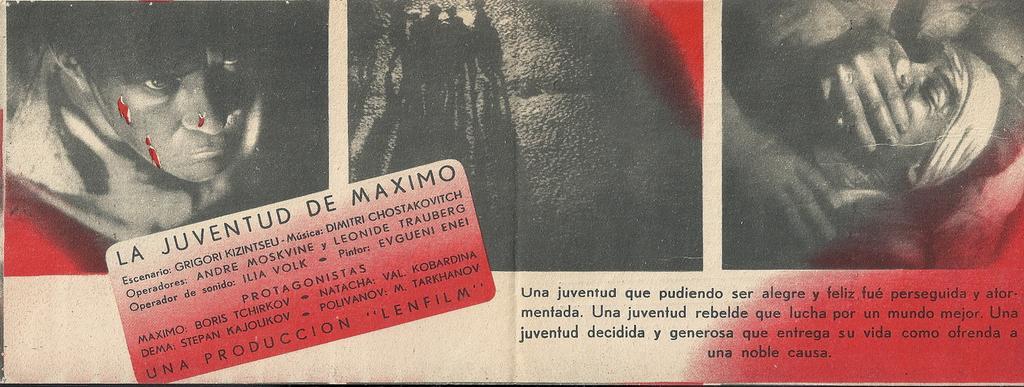 LA JUVENTUD DE MAXIMO
Escenario: GRIGORI KIZINTSEU - Música: DIMITRI CHOSTAKOVITCH
Operadores: ANDRE MOSKVINE y LEONIDE TRAUBERG
Operador de sonido: ILIA VOLK - Pintor: EVGUENI ENEI
PROTAGONISTAS
MAXIMO: BORIS TCHIRKOV - NATACHA: VAL. KOBARDINA
DEMA: STEPAN KAJOUKOV - POLIVANOV: M. TARKHANOV
UNA PRODUCCION "LENFILM"
Una juventud que pudiendo ser alegre y feliz fué perseguida y ator-
mentada. Una juventud rebelde que lucha por un mundo mejor. Una
juventud decidida y generosa que entrega su vida como ofrenda a
una noble causa.